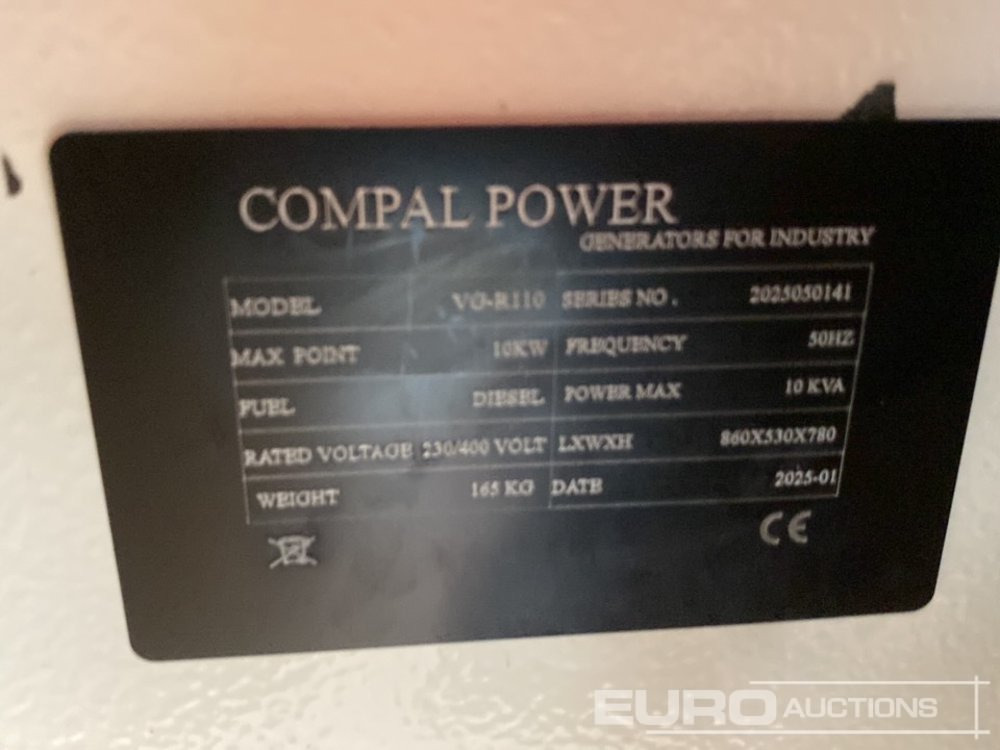 COMPAL POWER
GENERATORS FOR INDUSTRY
MODEL VG-R110 SERIES NO. 2025050141
MAX POINT 10KW FREQUENCY 50HZ
FUEL DIESEL POWER MAX 10 KVA
RATED VOLTAGE 230/400 VOLT LXWXH 860X530X780
WEIGHT 165 KG DATE 2025-01
CE
EURO AUCTIONS